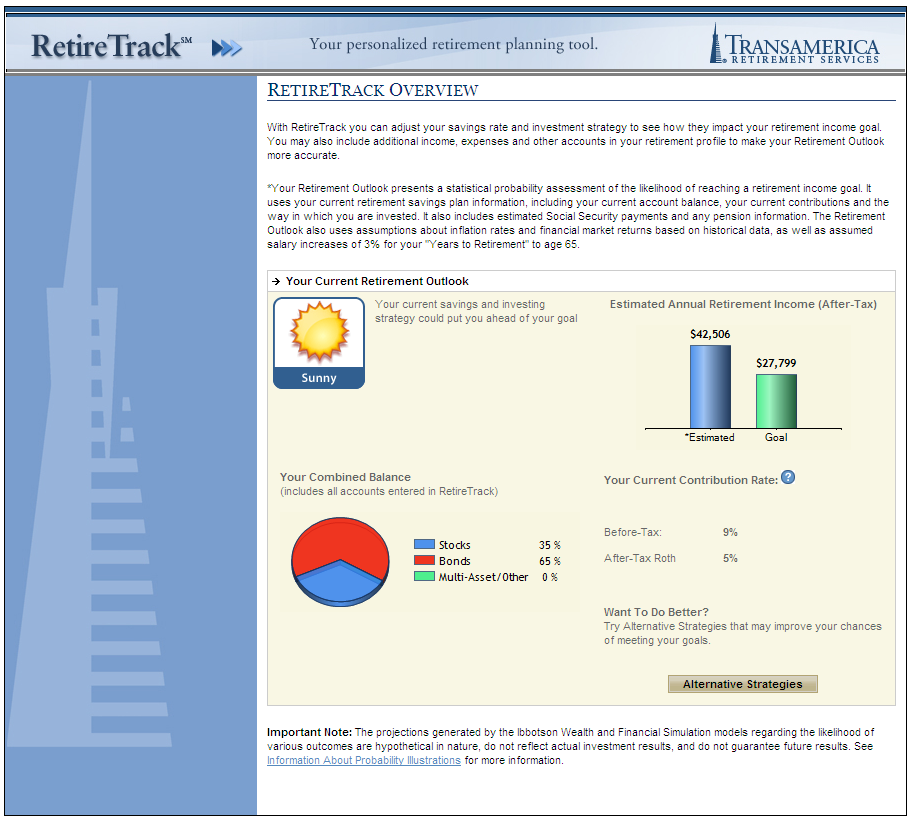 RetireTrack℠
Your personalized retirement planning tool.
TRANSAMERICA
RETIREMENT SERVICES
RETIRETRACK OVERVIEW
With RetireTrack you can adjust your savings rate and investment strategy to see how they impact your retirement income goal.
You may also include additional income, expenses and other accounts in your retirement profile to make your Retirement Outlook
more accurate.
*Your Retirement Outlook presents a statistical probability assessment of the likelihood of reaching a retirement income goal. It
uses your current retirement savings plan information, including your current account balance, your current contributions and the
way in which you are invested. It also includes estimated Social Security payments and any pension information. The Retirement
Outlook also uses assumptions about inflation rates and financial market returns based on historical data, as well as assumed
salary increases of 3% for your "Years to Retirement" to age 65.
→ Your Current Retirement Outlook
Sunny
Your current savings and investing
strategy could put you ahead of your goal
Estimated Annual Retirement Income (After-Tax)
$42,506
$27,799
*Estimated Goal
Your Combined Balance
(includes all accounts entered in RetireTrack)
Stocks 35 %
Bonds 65 %
Multi-Asset/Other 0 %
Your Current Contribution Rate: ?
Before-Tax: 9%
After-Tax Roth 5%
Want To Do Better?
Try Alternative Strategies that may improve your chances
of meeting your goals.
Alternative Strategies
Important Note: The projections generated by the Ibbotson Wealth and Financial Simulation models regarding the likelihood of
various outcomes are hypothetical in nature, do not reflect actual investment results, and do not guarantee future results. See
Information About Probability Illustrations for more information.